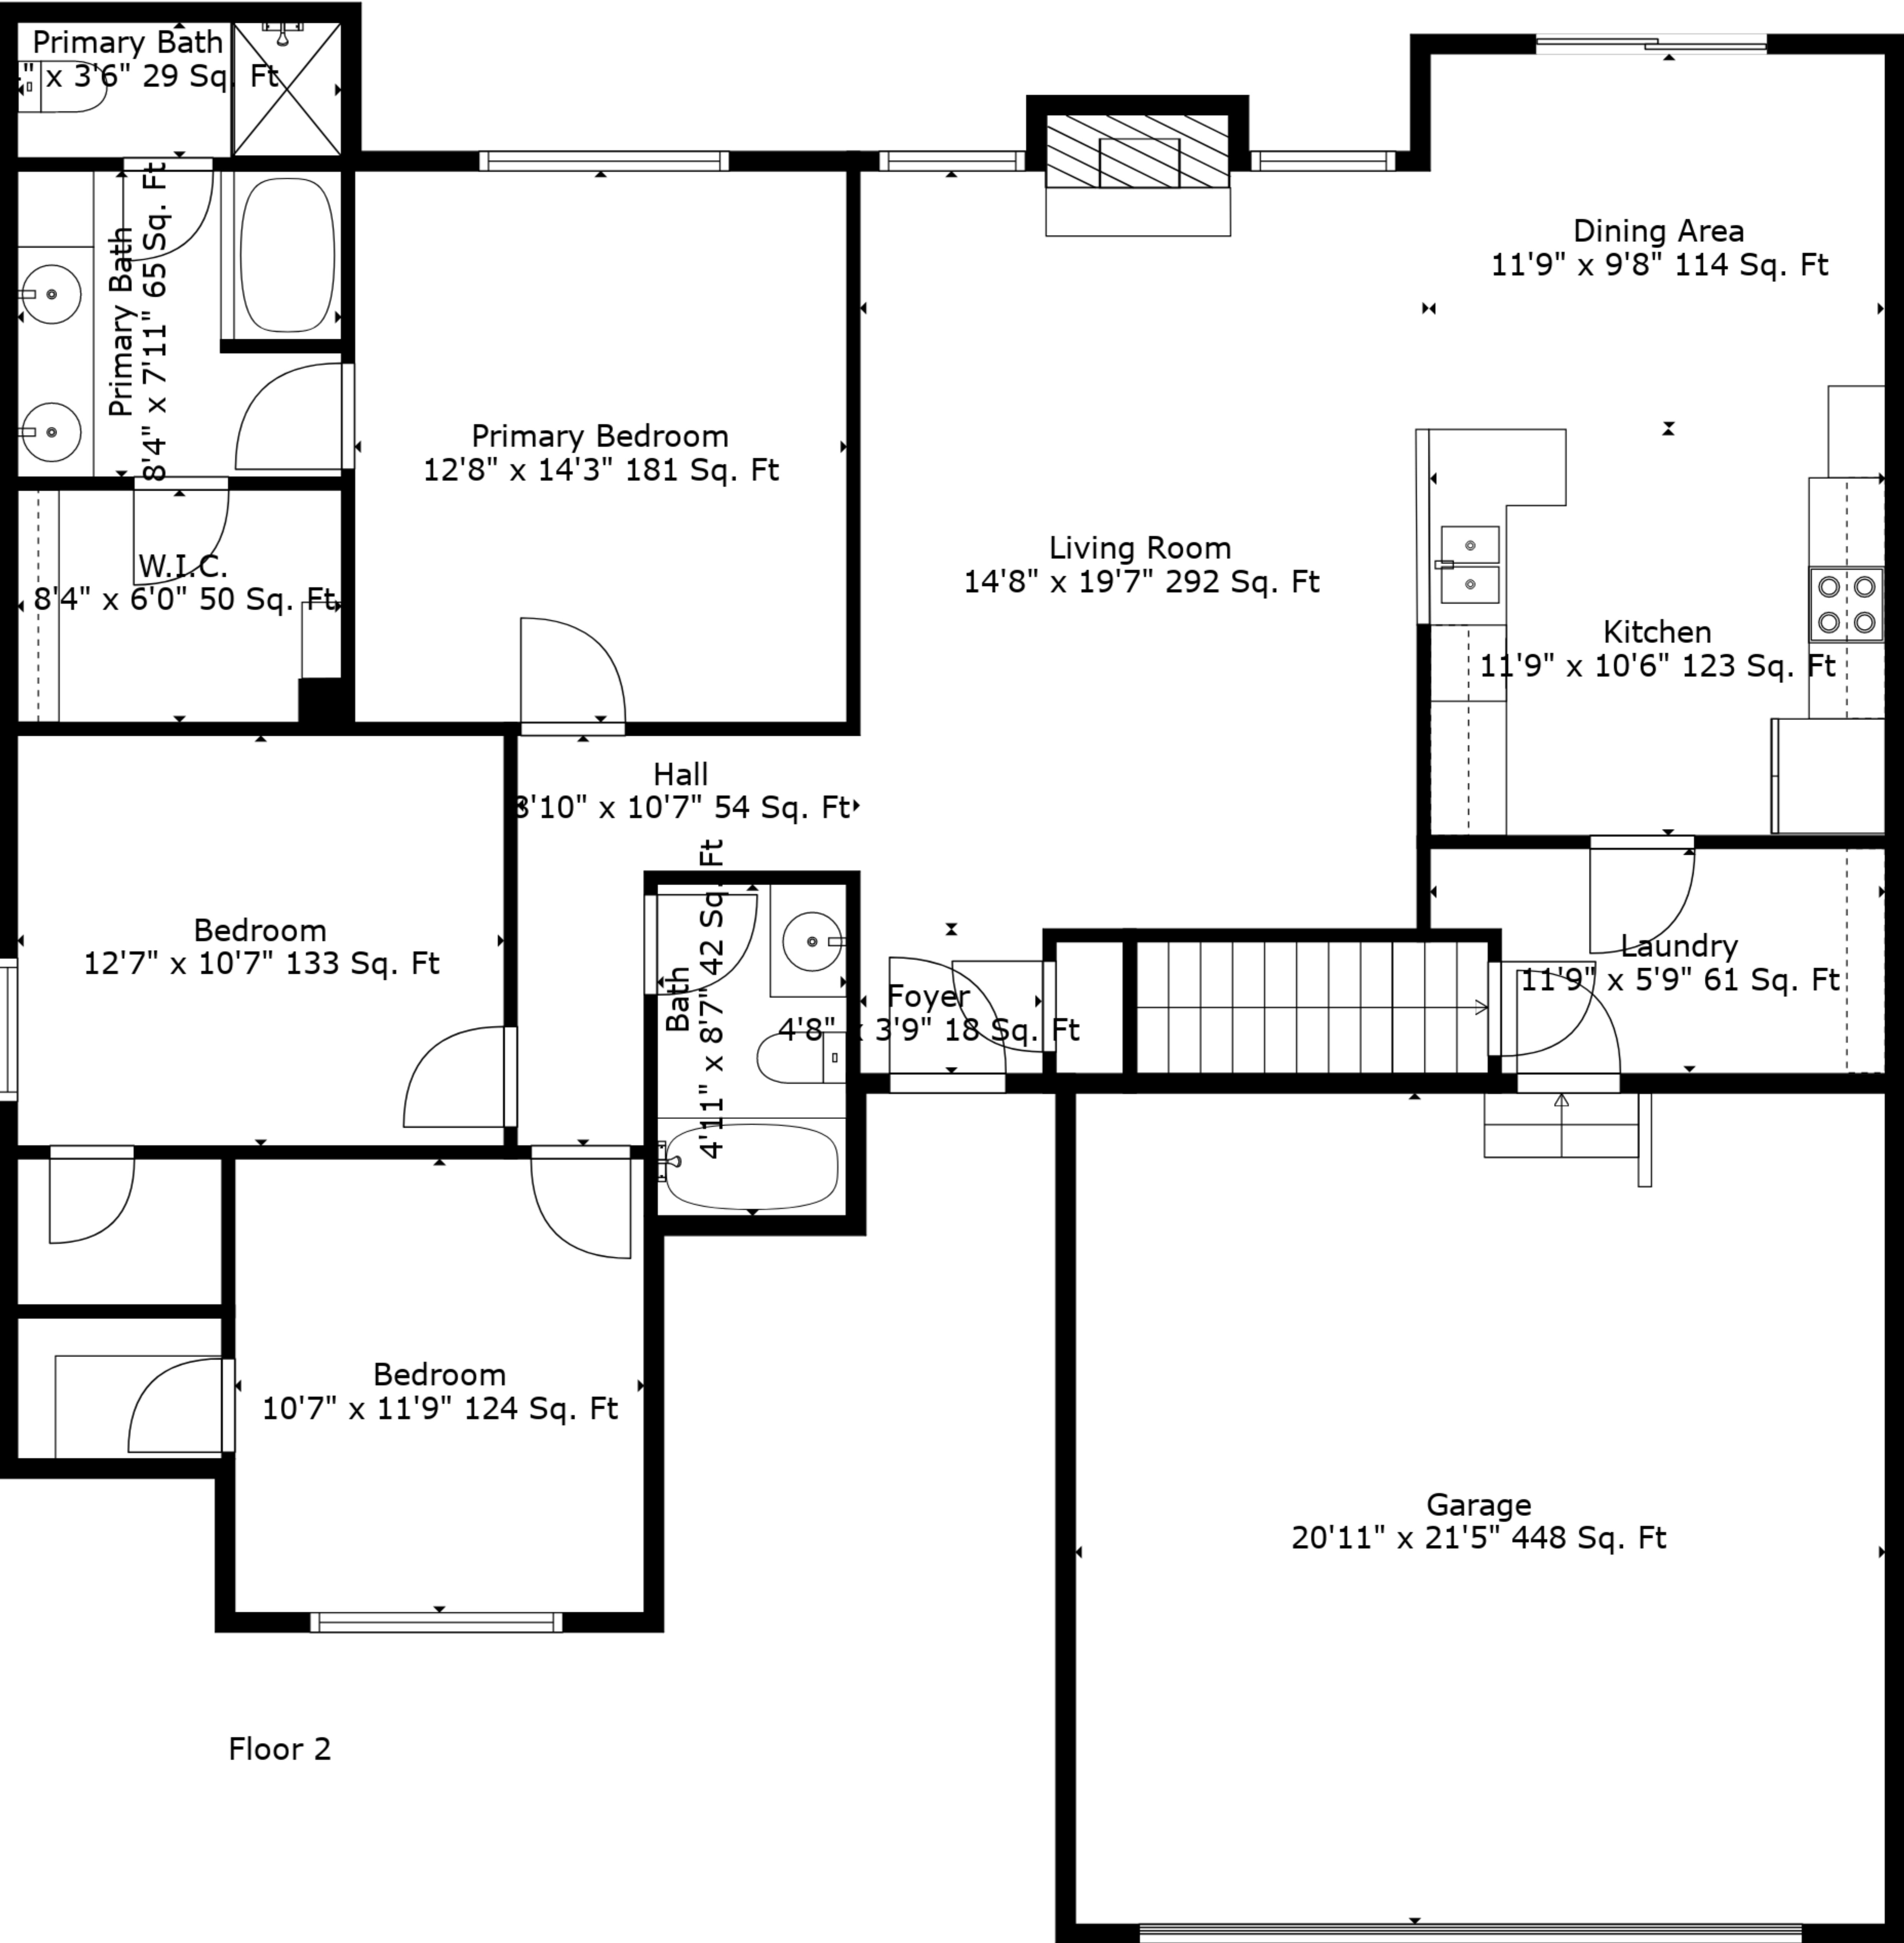 Primary Bath
" x 3'6" 29 Sq. Ft
Primary Bath
8'4" x 7'11" 65 Sq. Ft
Dining Area
11'9" x 9'8" 114 Sq. Ft
Primary Bedroom
12'8" x 14'3" 181 Sq. Ft
Living Room
14'8" x 19'7" 292 Sq. Ft
W.I.C.
8'4" x 6'0" 50 Sq. Ft
Kitchen
11'9" x 10'6" 123 Sq. Ft
Hall
8'10" x 10'7" 54 Sq. Ft
Bedroom
12'7" x 10'7" 133 Sq. Ft
Bath
4'11" x 8'7" 42 Sq. Ft
Foyer
4'8" x 3'9" 18 Sq. Ft
Laundry
11'9" x 5'9" 61 Sq. Ft
Bedroom
10'7" x 11'9" 124 Sq. Ft
Garage
20'11" x 21'5" 448 Sq. Ft
Floor 2